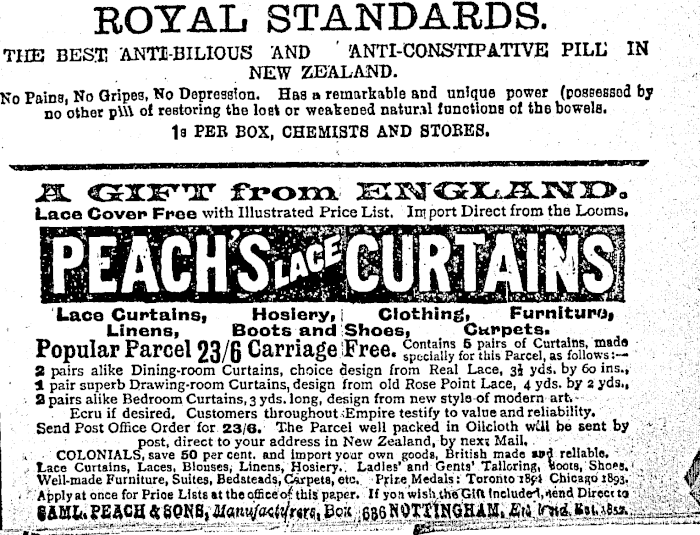 ROYAL STANDARDS.
THE BEST ANTI-BILIOUS AND ANTI-CONSTIPATIVE PILL IN
NEW ZEALAND.
No Pains, No Gripes, No Depression. Has a remarkable and unique power (possessed by
no other pill of restoring the lost or weakened natural functions of the bowels.
1s PER BOX, CHEMISTS AND STORES.
A GIFT from ENGLAND.
Lace Cover Free with Illustrated Price List. Import Direct from the Looms.
PEACH'S LACE CURTAINS
Lace Curtains, Hosiery, Clothing, Furniture,
Linens, Boots and Shoes, Carpets.
Popular Parcel 23/6 Carriage Free. Contains 5 pairs of Curtains, made
specially for this Parcel, as follows:—
2 pairs alike Dining-room Curtains, choice design from Real Lace, 3½ yds. by 60 ins.,
1 pair superb Drawing-room Curtains, design from old Rose Point Lace, 4 yds. by 2 yds.,
2 pairs alike Bedroom Curtains, 3 yds. long, design from new style of modern art.
Ecru if desired. Customers throughout Empire testify to value and reliability.
Send Post Office Order for 23/6. The Parcel well packed in Oilcloth will be sent by
post, direct to your address in New Zealand, by next Mail.
COLONIALS, save 50 per cent. and import your own goods, British made and reliable.
Lace Curtains, Laces, Blouses, Linens, Hosiery. Ladies' and Gents' Tailoring, Boots, Shoes.
Well-made Furniture, Suites, Bedsteads, Carpets, etc. Prize Medals: Toronto 1894 Chicago 1893.
Apply at once for Price Lists at the office of this paper. If you wish the Gift Included, send Direct to
SAML. PEACH & SONS, Manufacturers, Box 686 NOTTINGHAM, England. Est. 1857.